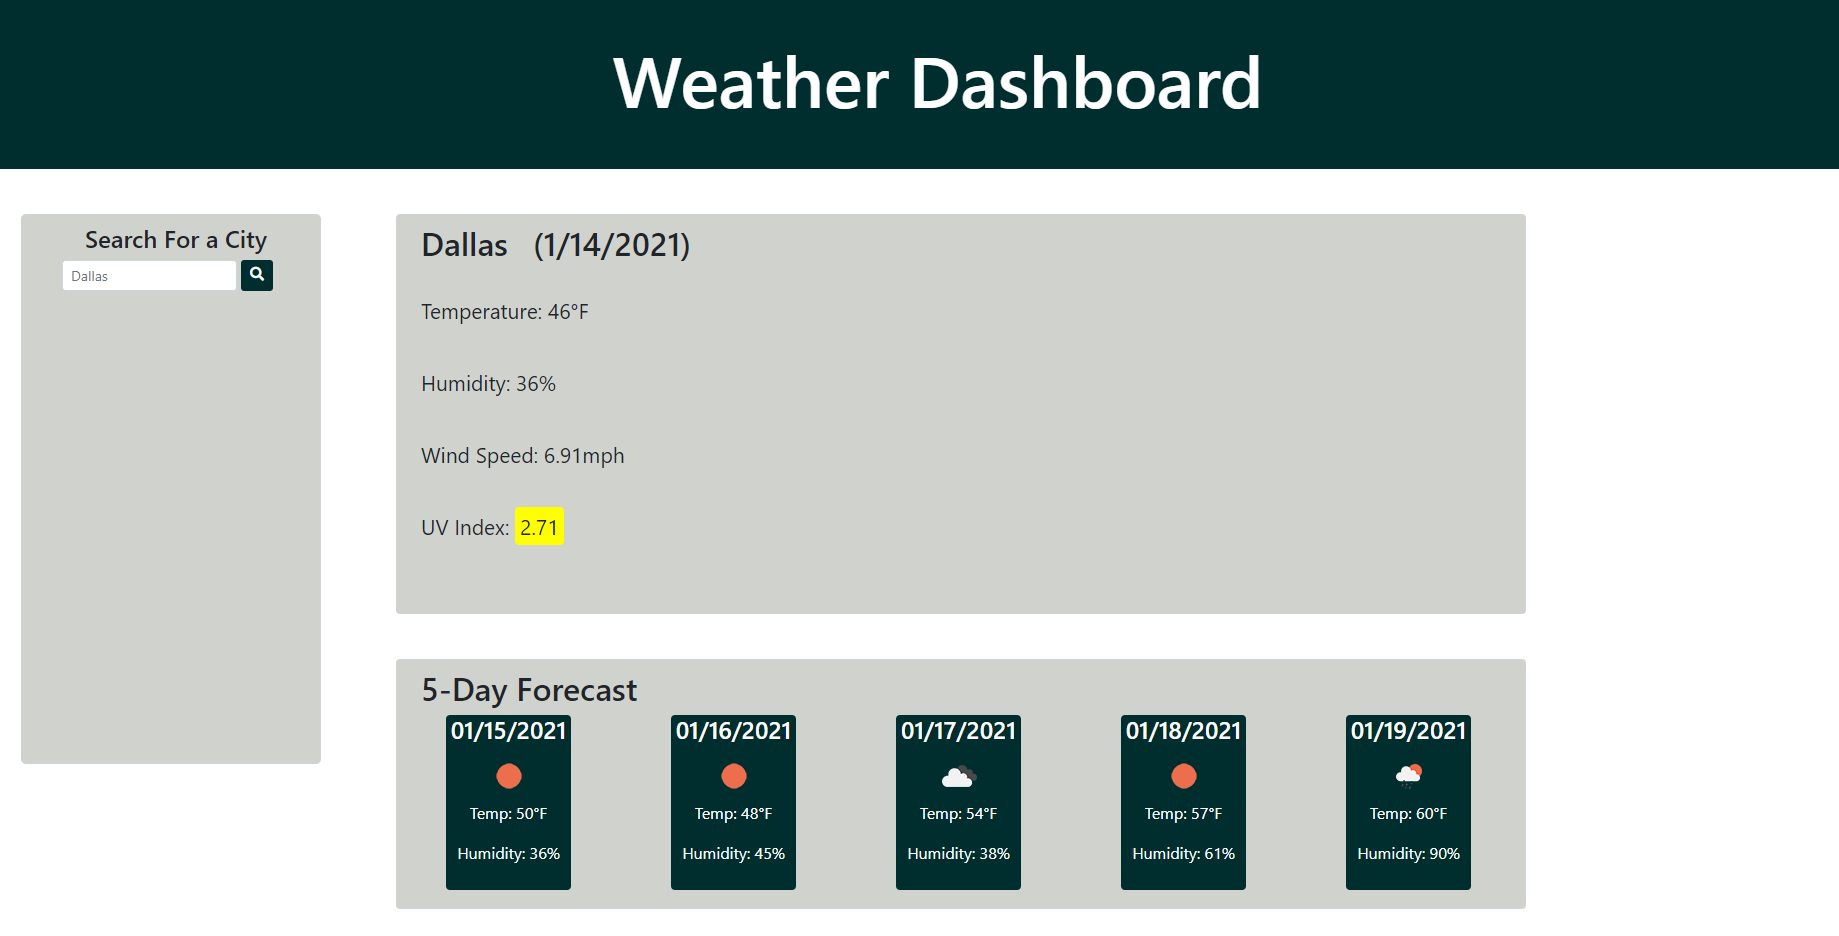 Weather Dashboard
Search For a City
Dallas
Dallas (1/14/2021)
Temperature: 46°F
Humidity: 36%
Wind Speed: 6.91mph
UV Index: 2.71
5-Day Forecast
01/15/2021
Temp: 50°F
Humidity: 36%
01/16/2021
Temp: 48°F
Humidity: 45%
01/17/2021
Temp: 54°F
Humidity: 38%
01/18/2021
Temp: 57°F
Humidity: 61%
01/19/2021
Temp: 60°F
Humidity: 90%